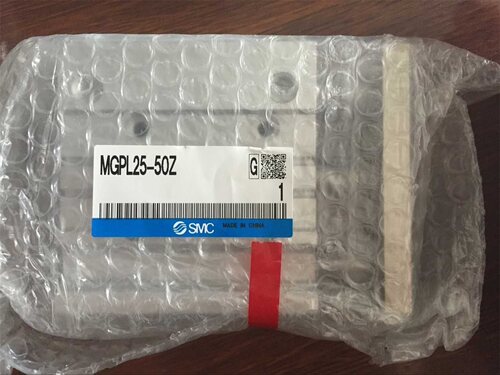 MGPL25-50Z
G
1
SMC MADE IN CHINA